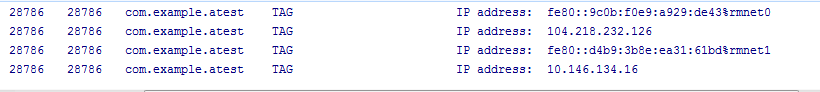 28786 28786 com.example.atest TAG IP address: fe80::9c0b:f0e9:a929:de43%rmnet0
28786 28786 com.example.atest TAG IP address: 104.218.232.126
28786 28786 com.example.atest TAG IP address: fe80::d4b9:3b8e:ea31:61bd%rmnet1
28786 28786 com.example.atest TAG IP address: 10.146.134.16